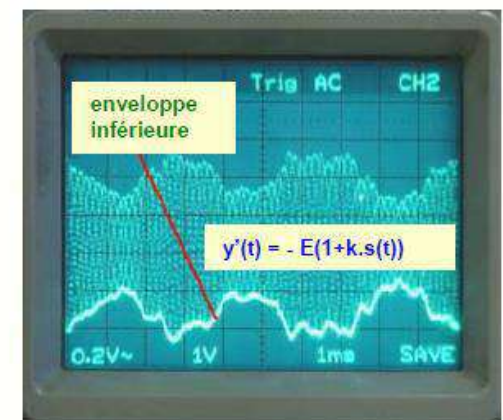 Trig AC CH2
enveloppe
inférieure
y'(t) = - E(1+k.s(t))
0.2V~ 1V 1ms SAVE